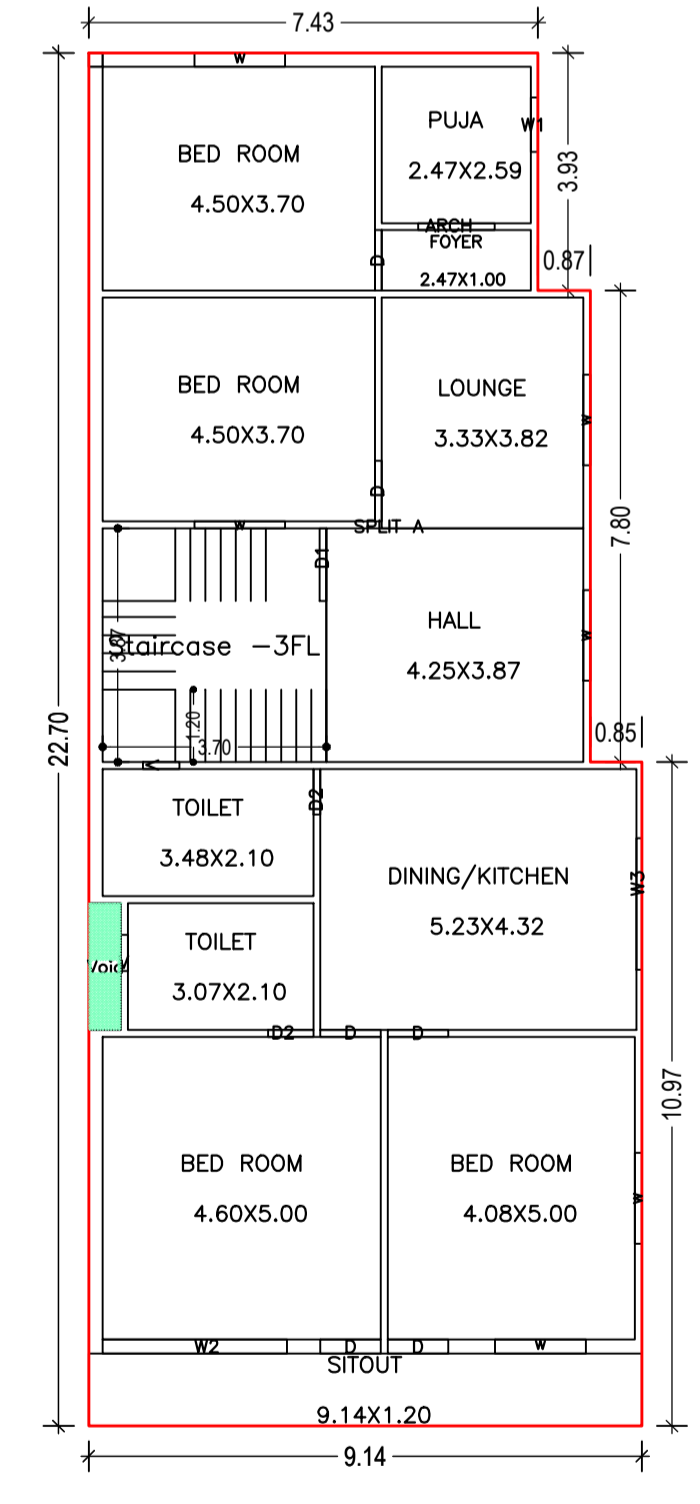 7.43
W
PUJA
W1
BED ROOM
2.47X2.59
3.93
4.50X3.70
ARCH
FOYER
D
0.87
2.47X1.00
BED ROOM
LOUNGE
4.50X3.70
3.33X3.82
W
D
W
SPLIT A
7.80
D1
HALL
Staircase -3FL
3.87
W
4.25X3.87
22.70
1.20
3.70
0.85
V
TOILET
D2
3.48X2.10
DINING/KITCHEN
W3
5.23X4.32
TOILET
Void
V
3.07X2.10
D2
D
D
10.97
BED ROOM
BED ROOM
4.60X5.00
4.08X5.00
W
W2
D
D
W
SITOUT
9.14X1.20
9.14